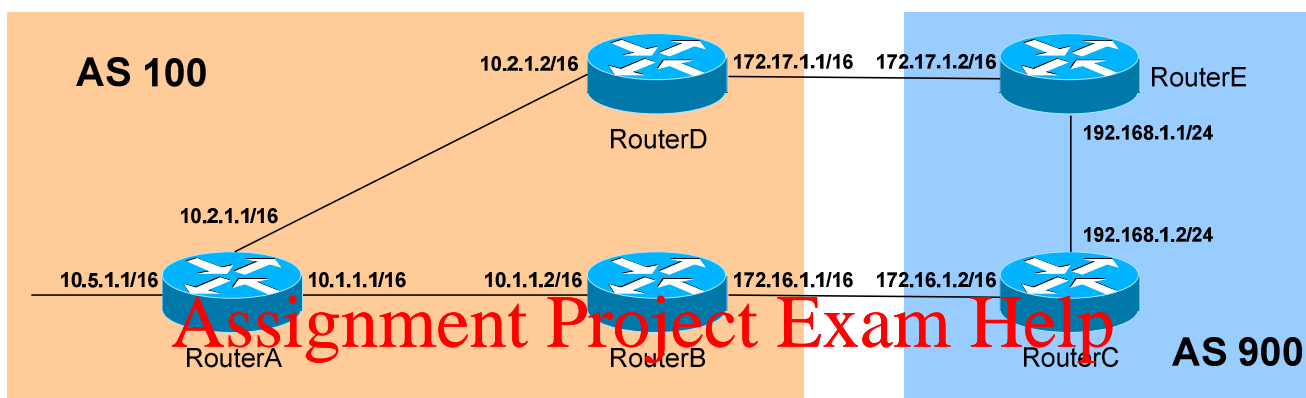 AS 100
10.2.1.2/16
172.17.1.1/16
172.17.1.2/16
RouterE
RouterD
192.168.1.1/24
10.2.1.1/16
192.168.1.2/24
10.5.1.1/16
10.1.1.1/16
10.1.1.2/16
172.16.1.1/16
172.16.1.2/16
Assignment Project Exam Help
RouterA
RouterB
RouterC
AS 900